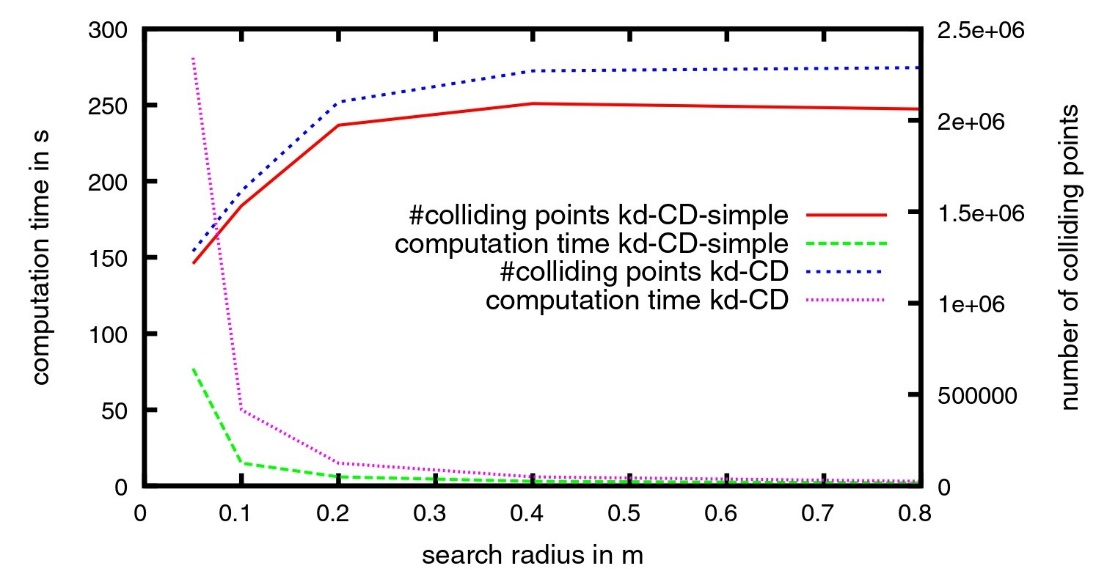 300
250
200
150
100
50
0
computation time in s
2.5e+06
2e+06
1.5e+06
1e+06
500000
0
number of colliding points
#colliding points kd-CD-simple
computation time kd-CD-simple
#colliding points kd-CD
computation time kd-CD
0 0.1 0.2 0.3 0.4 0.5 0.6 0.7 0.8
search radius in m